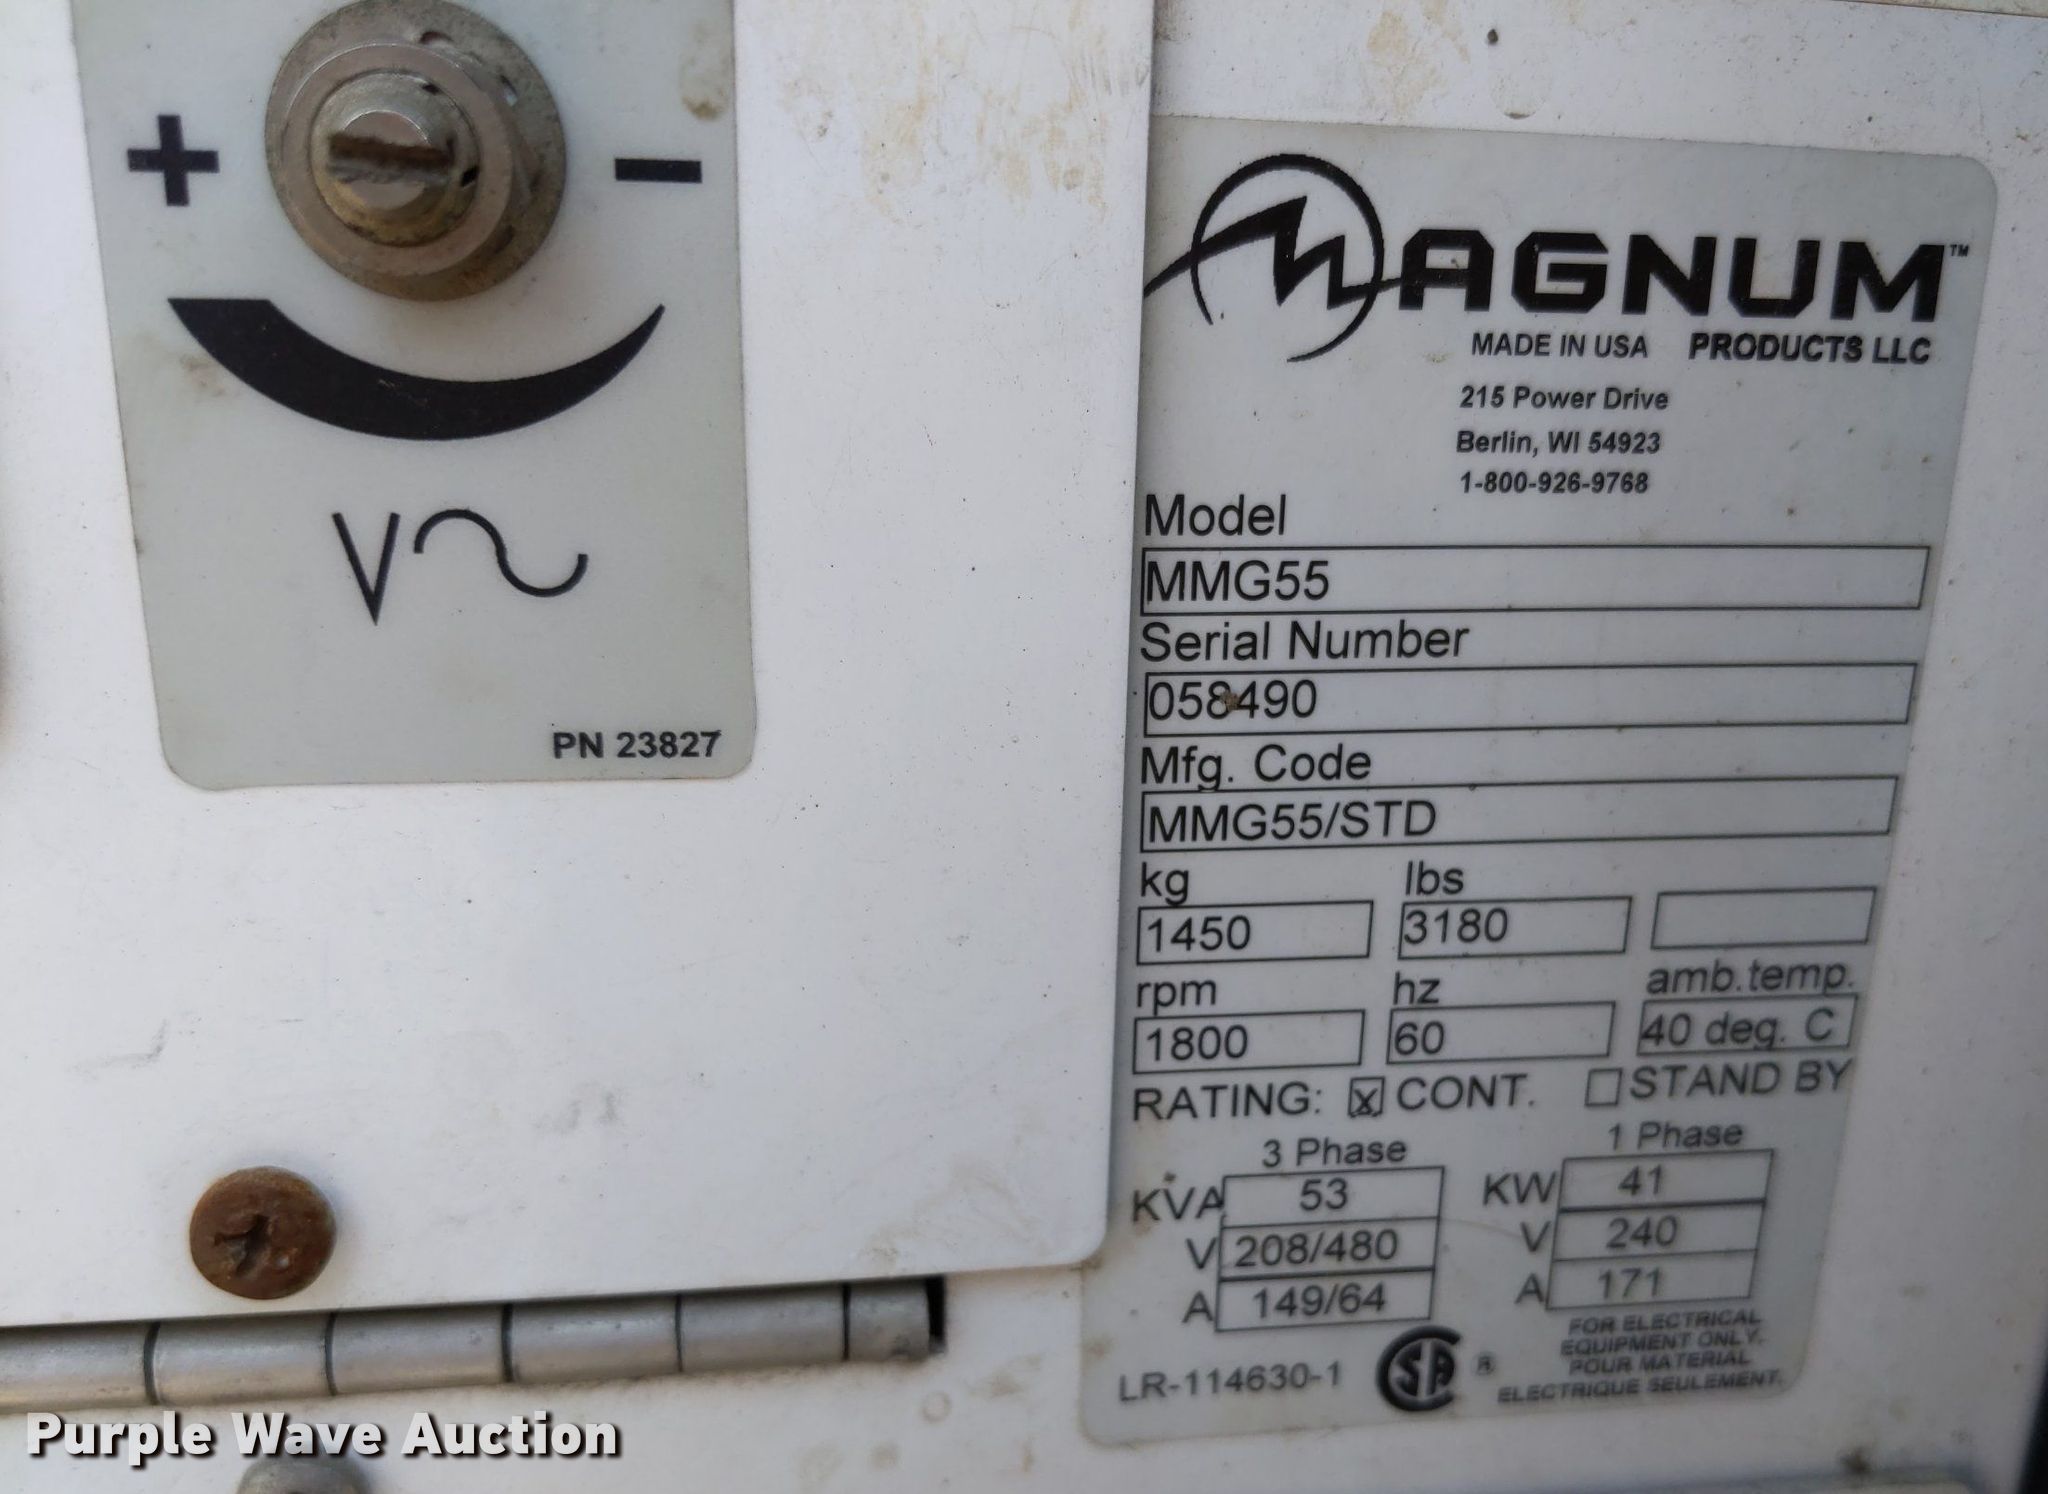 + −
V
PN 23827
MAGNUM™
MADE IN USA PRODUCTS LLC
215 Power Drive
Berlin, WI 54923
1-800-926-9768
Model
MMG55
Serial Number
058490
Mfg. Code
MMG55/STD
kg lbs
1450 3180
rpm hz amb.temp.
1800 60 40 deg. C
RATING: X CONT. STAND BY
3 Phase 1 Phase
KVA 53 KW 41
V 208/480 V 240
A 149/64 A 171
FOR ELECTRICAL
EQUIPMENT ONLY.
POUR MATERIAL
ELECTRIQUE SEULEMENT.
LR-114630-1 SA ®
Purple Wave Auction